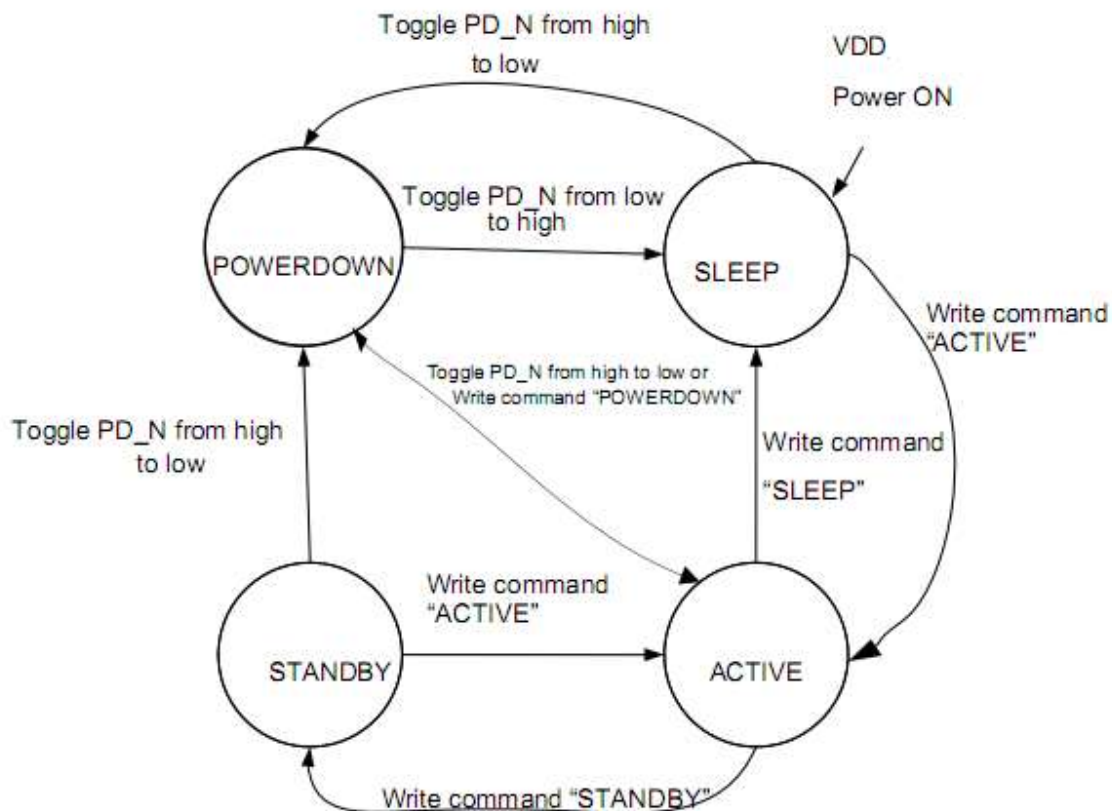 Toggle PD_N from high
to low
VDD
Power ON
Toggle PD_N from low
to high
POWERDOWN
SLEEP
Write command
“ACTIVE”
Toggle PD_N from high to low or
Write command “POWERDOWN”
Toggle PD_N from high
to low
Write command
“SLEEP”
Write command
“ACTIVE”
STANDBY
ACTIVE
Write command “STANDBY”